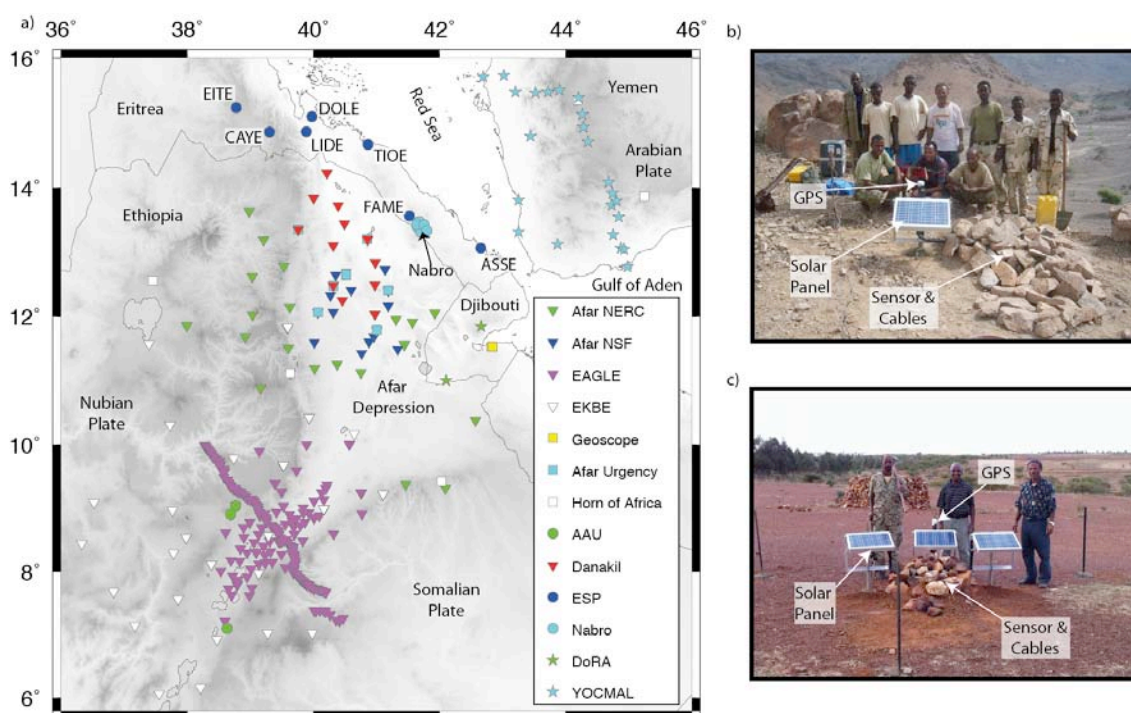 a)
36° 38° 40° 42° 44° 46°
16°
14°
12°
10°
8°
6°
EITE
DOLE
Eritrea
CAYE
LIDE
TIOE
Red Sea
Yemen
Arabian
Plate
Ethiopia
FAME
Nabro
ASSE
Gulf of Aden
Djibouti
Afar
Depression
Nubian
Plate
Somalian
Plate
Afar NERC
Afar NSF
EAGLE
EKBE
Geoscope
Afar Urgency
Horn of Africa
AAU
Danakil
ESP
Nabro
DoRA
YOCMAL
b)
GPS
Solar
Panel
Sensor &
Cables
c)
GPS
Solar
Panel
Sensor &
Cables